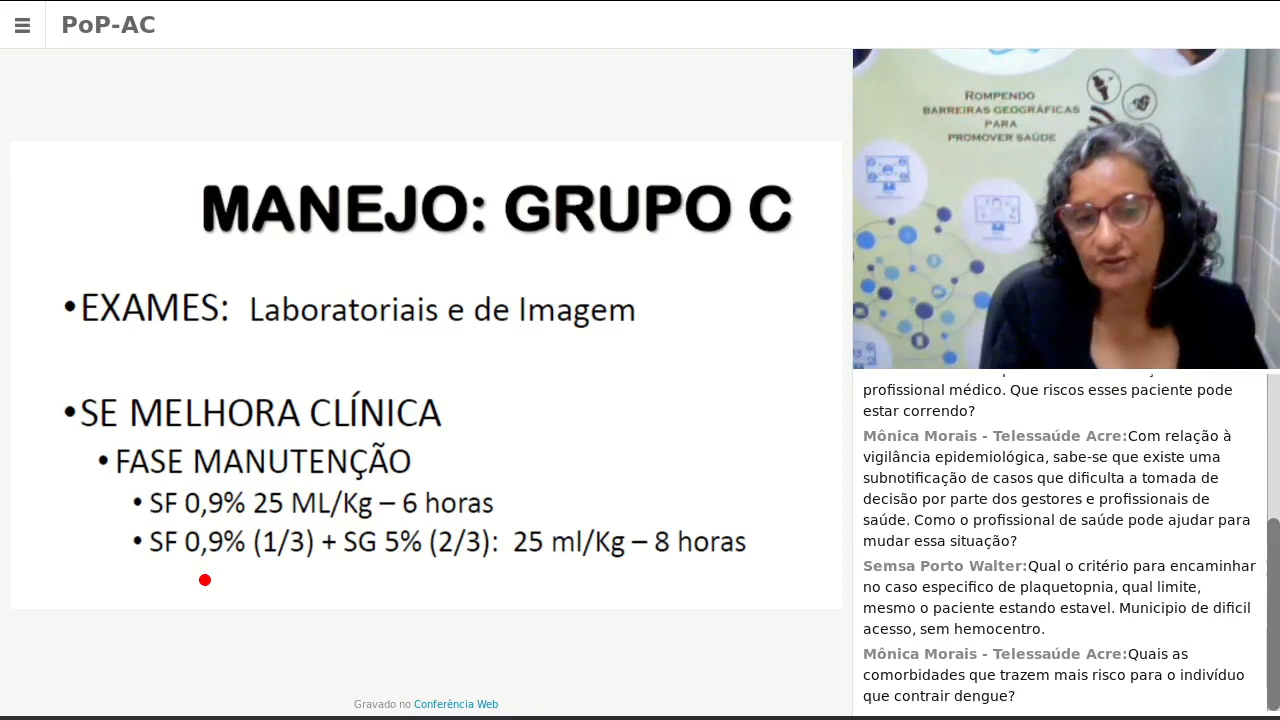 PoP-AC
MANEJO: GRUPO C
•EXAMES: Laboratoriais e de Imagem
•SE MELHORA CLÍNICA
• FASE MANUTENÇÃO
• SF 0,9% 25 ML/Kg – 6 horas
• SF 0,9% (1/3) + SG 5% (2/3): 25 ml/Kg – 8 horas
Gravado no Conferência Web
ROMPENDO
BARREIRAS GEOGRÁFICAS
PARA
PROMOVER SAÚDE
profissional médico. Que riscos esses paciente pode
estar correndo?
Mônica Morais - Telessaúde Acre:Com relação à
vigilância epidemiológica, sabe-se que existe uma
subnotificação de casos que dificulta a tomada de
decisão por parte dos gestores e profissionais de
saúde. Como o profissional de saúde pode ajudar para
mudar essa situação?
Semsa Porto Walter:Qual o critério para encaminhar
no caso especifico de plaquetopnia, qual limite,
mesmo o paciente estando estavel. Municipio de dificil
acesso, sem hemocentro.
Mônica Morais - Telessaúde Acre:Quais as
comorbidades que trazem mais risco para o indivíduo
que contrair dengue?